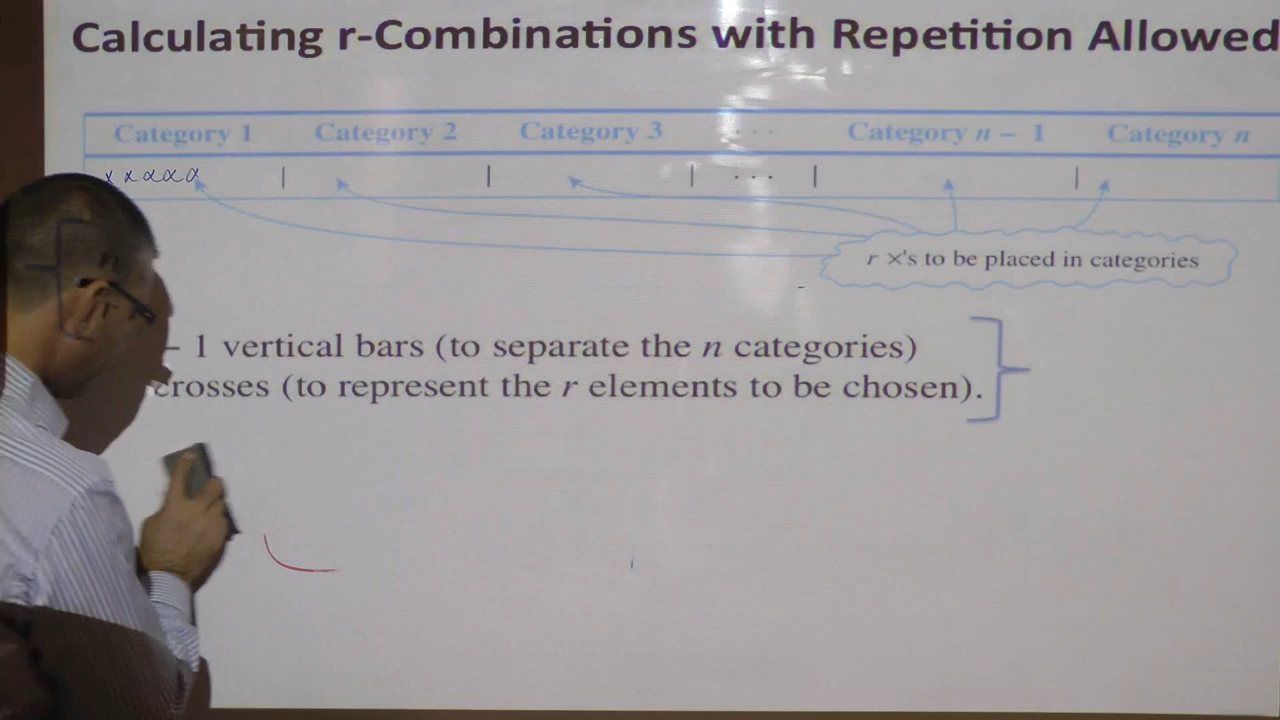 Calculating r-Combinations with Repetition Allowed
Category 1 Category 2 Category 3 · · · Category n – 1 Category n
x x x x x | | | · · · | |
r ×'s to be placed in categories
– 1 vertical bars (to separate the n categories)
crosses (to represent the r elements to be chosen).